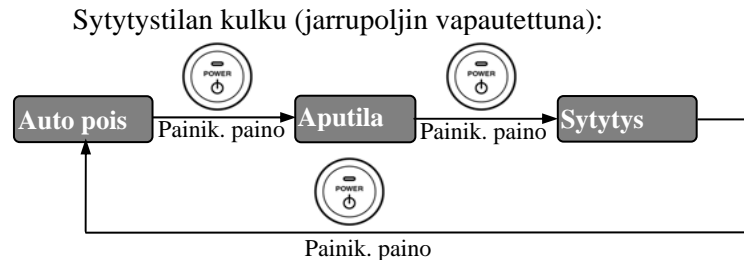 Sytytystilan kulku (jarrupoljin vapautettuna):
POWER
POWER
Auto pois
Painik. paino
Aputila
Painik. paino
Sytytys
POWER
Painik. paino